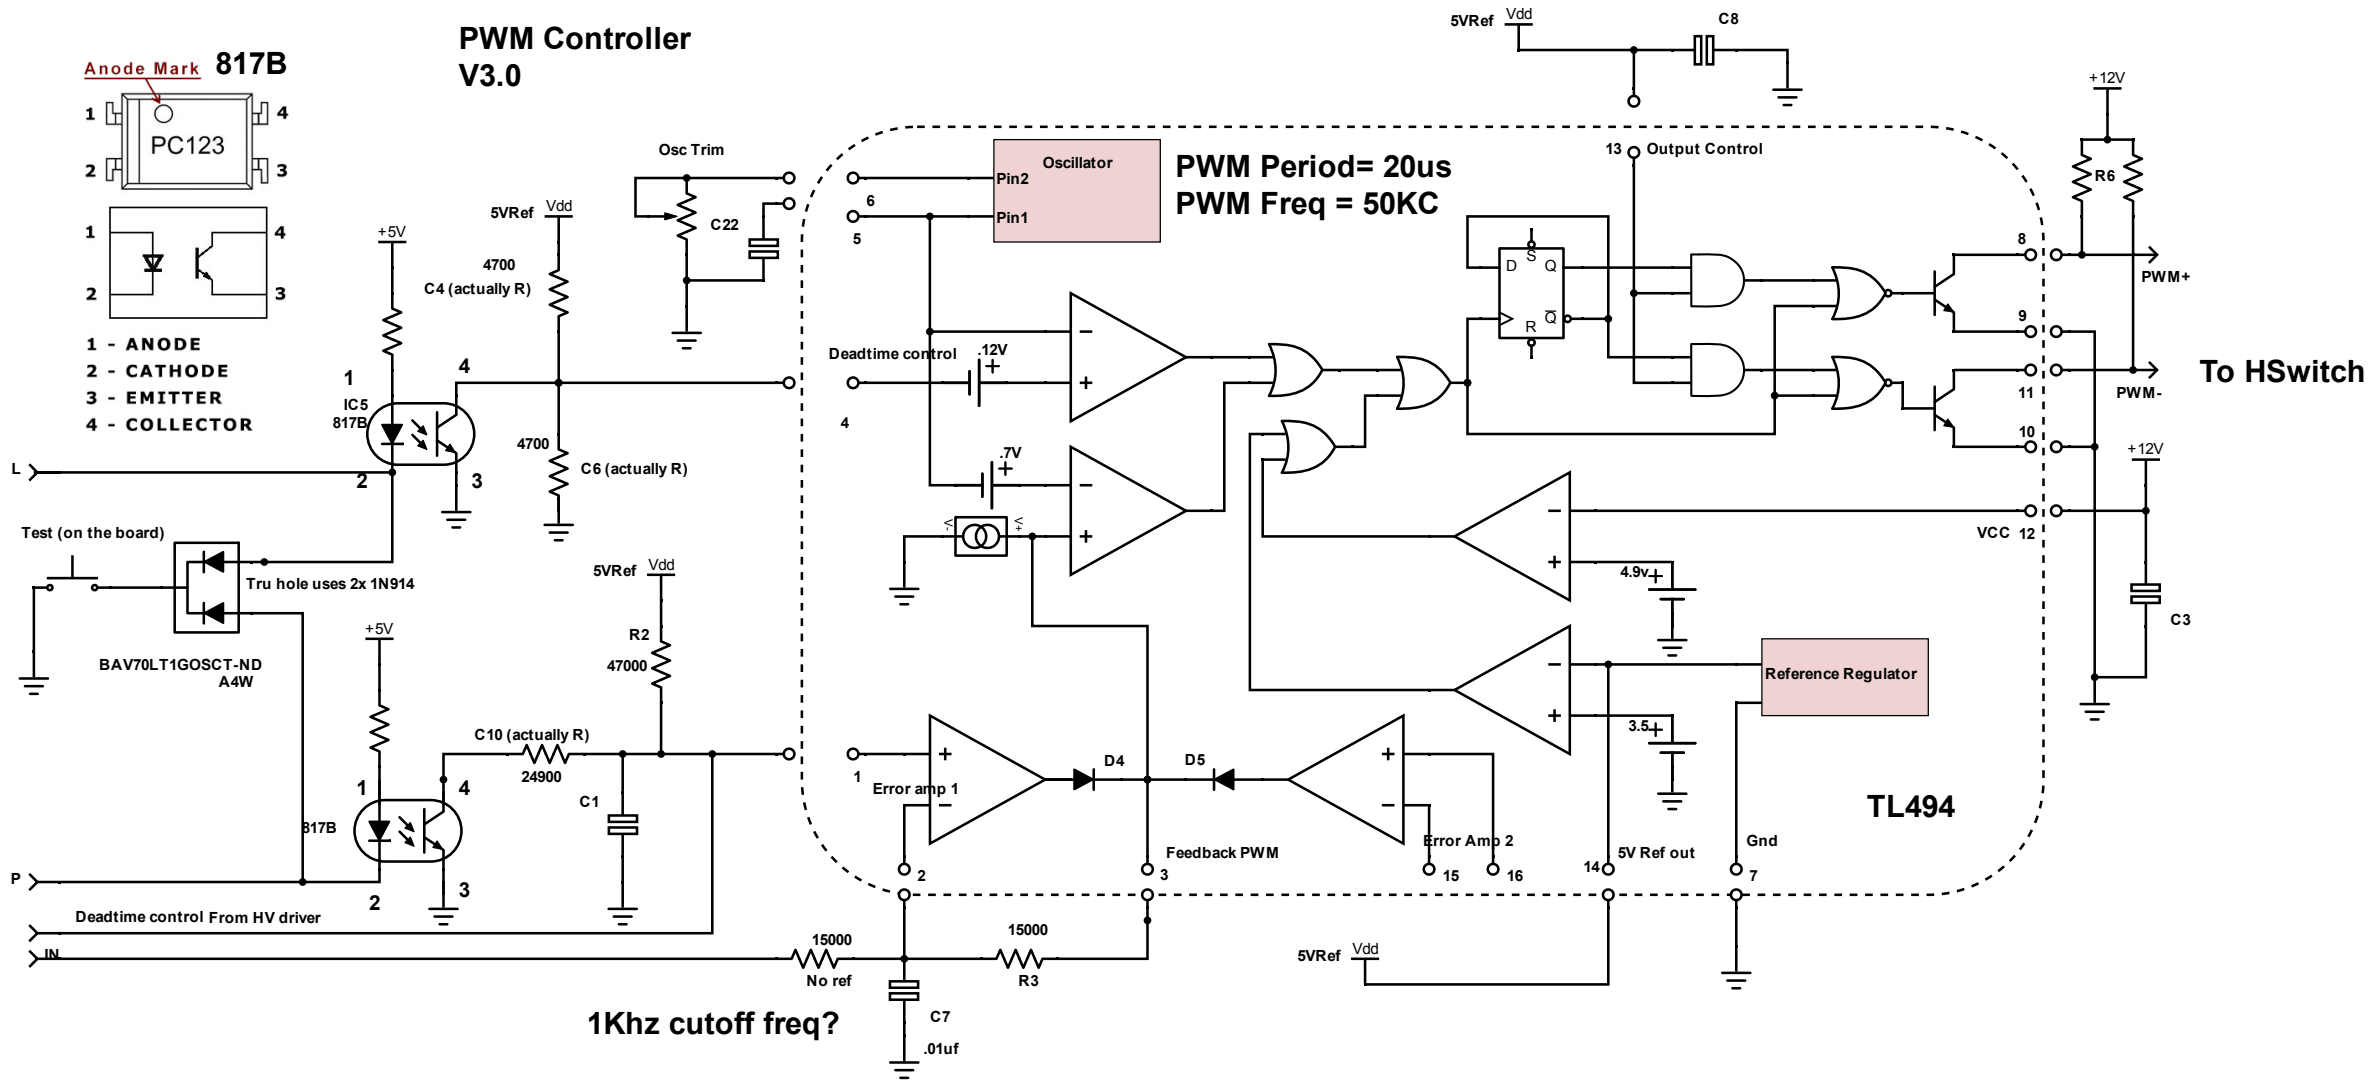 PWM Controller
V3.0
Anode Mark
817B
1
4
PC123
2
3
1
4
2
3
1 - ANODE
2 - CATHODE
3 - EMITTER
4 - COLLECTOR
L
Test (on the board)
Tru hole uses 2x 1N914
BAV70LT1GOSCT-ND
A4W
+5V
1
4
IC5
817B
2
3
5VRef
Vdd
4700
C4 (actually R)
4700
C6 (actually R)
Osc Trim
C22
5VRef
Vdd
R2
47000
+5V
C10 (actually R)
24900
1
4
817B
2
3
C1
P
Deadtime control From HV driver
IN
15000
No ref
15000
R3
C7
.01uf
1Khz cutoff freq?
5VRef
Vdd
C8
13
Output Control
Oscillator
Pin2
Pin1
6
5
PWM Period= 20us
PWM Freq = 50KC
Deadtime control
4
.12V
+
−
+
.7V
+
−
+
V-
V+
D
S
Q
R
Q
8
9
11
10
+12V
R6
PWM+
PWM-
To HSwitch
+12V
VCC
12
C3
−
+
4.9v
+
−
+
3.5
+
Reference Regulator
1
+
Error amp 1
−
D4
D5
+
−
Error Amp 2
TL494
2
Feedback PWM
3
15
16
14
5V Ref out
Gnd
7
5VRef
Vdd